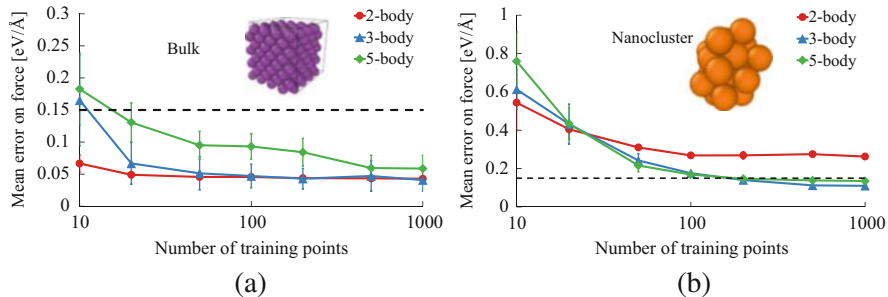 Mean error on force [eV/Å]
0.3
0.25
0.2
0.15
0.1
0.05
0
10
100
1000
Number of training points
Bulk
2-body
3-body
5-body
(a)
Mean error on force [eV/Å]
1
0.8
0.6
0.4
0.2
0
10
100
1000
Number of training points
Nanocluster
2-body
3-body
5-body
(b)